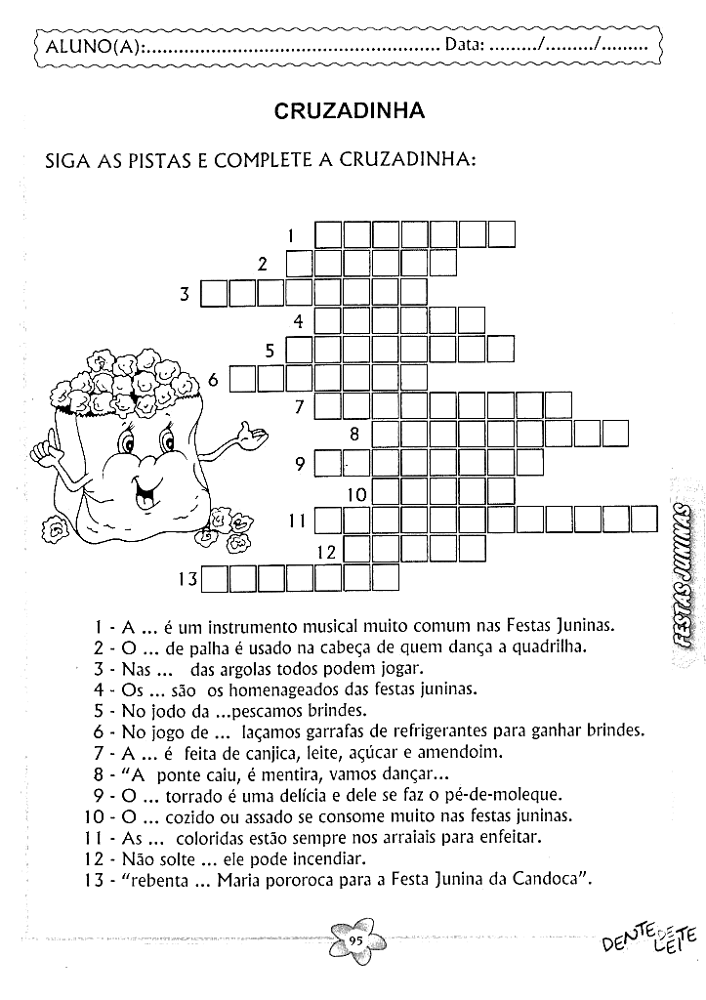 ALUNO(A):.................................................... Data: ........./........./.........
CRUZADINHA
SIGA AS PISTAS E COMPLETE A CRUZADINHA:
1
2
3
4
5
6
7
8
9
10
11
12
13
FESTAS JUNINAS
1 - A ... é um instrumento musical muito comum nas Festas Juninas.
2 - O ... de palha é usado na cabeça de quem dança a quadrilha.
3 - Nas ... das argolas todos podem jogar.
4 - Os ... são os homenageados das festas juninas.
5 - No jodo da ...pescamos brindes.
6 - No jogo de ... laçamos garrafas de refrigerantes para ganhar brindes.
7 - A ... é feita de canjica, leite, açúcar e amendoim.
8 - "A ponte caiu, é mentira, vamos dançar...
9 - O ... torrado é uma delícia e dele se faz o pé-de-moleque.
10 - O ... cozido ou assado se consome muito nas festas juninas.
11 - As ... coloridas estão sempre nos arraiais para enfeitar.
12 - Não solte ... ele pode incendiar.
13 - "rebenta ... Maria pororoca para a Festa Junina da Candoca".
95
DENTE DE LEITE